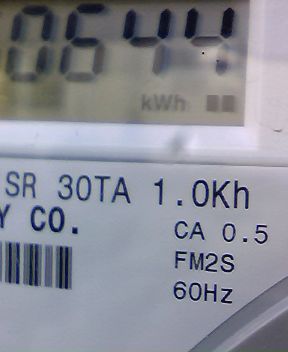 0644
kWh
SR 30TA 1.0Kh
Y CO.
CA 0.5
FM2S
60Hz